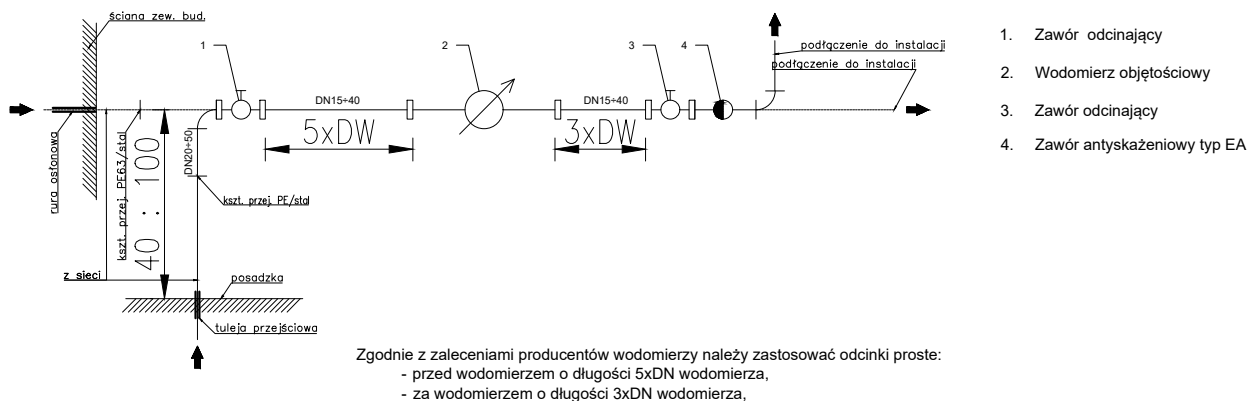 ściana zew. bud.
1
2
3
4
podłączenie do instalacji
podłączenie do instalacji
DN15÷40
DN15÷40
5xDW
3xDW
rura osłonowa
kszt. przej. PE63/stal
40 : 100
DN20÷50
kszt. przej. PE/stal
z sieci
posadzka
tuleja przejściowa
1. Zawór odcinający
2. Wodomierz objętościowy
3. Zawór odcinający
4. Zawór antyskażeniowy typ EA
Zgodnie z zaleceniami producentów wodomierzy należy zastosować odcinki proste:
- przed wodomierzem o długości 5xDN wodomierza,
- za wodomierzem o długości 3xDN wodomierza,